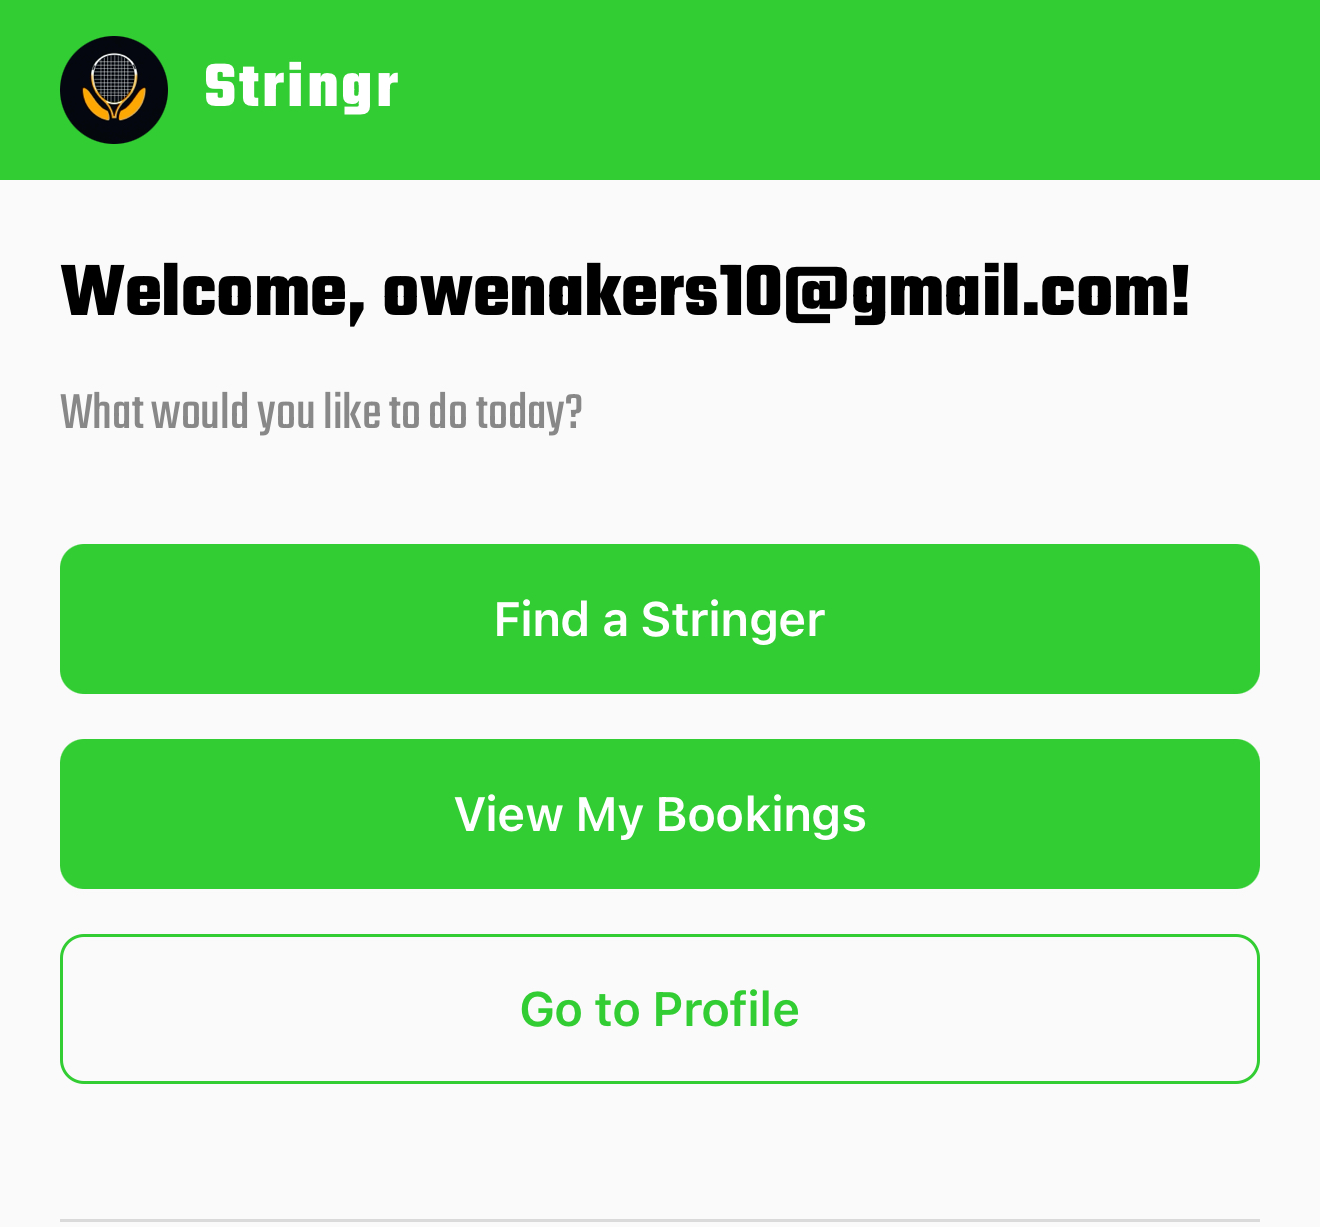 Stringr
Welcome, owenakers10@gmail.com!
What would you like to do today?
Find a Stringer
View My Bookings
Go to Profile